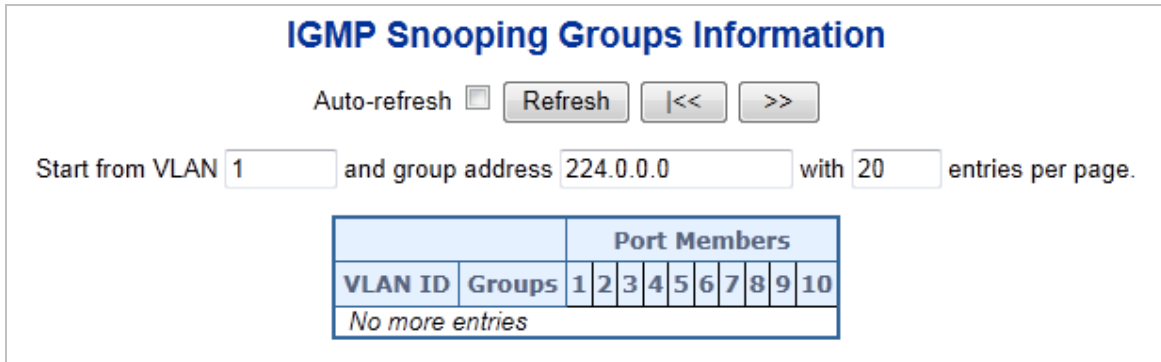 IGMP Snooping Groups Information
Auto-refresh Refresh |<< >>
Start from VLAN 1 and group address 224.0.0.0 with 20 entries per page.
Port Members
VLAN ID Groups 1 2 3 4 5 6 7 8 9 10
No more entries